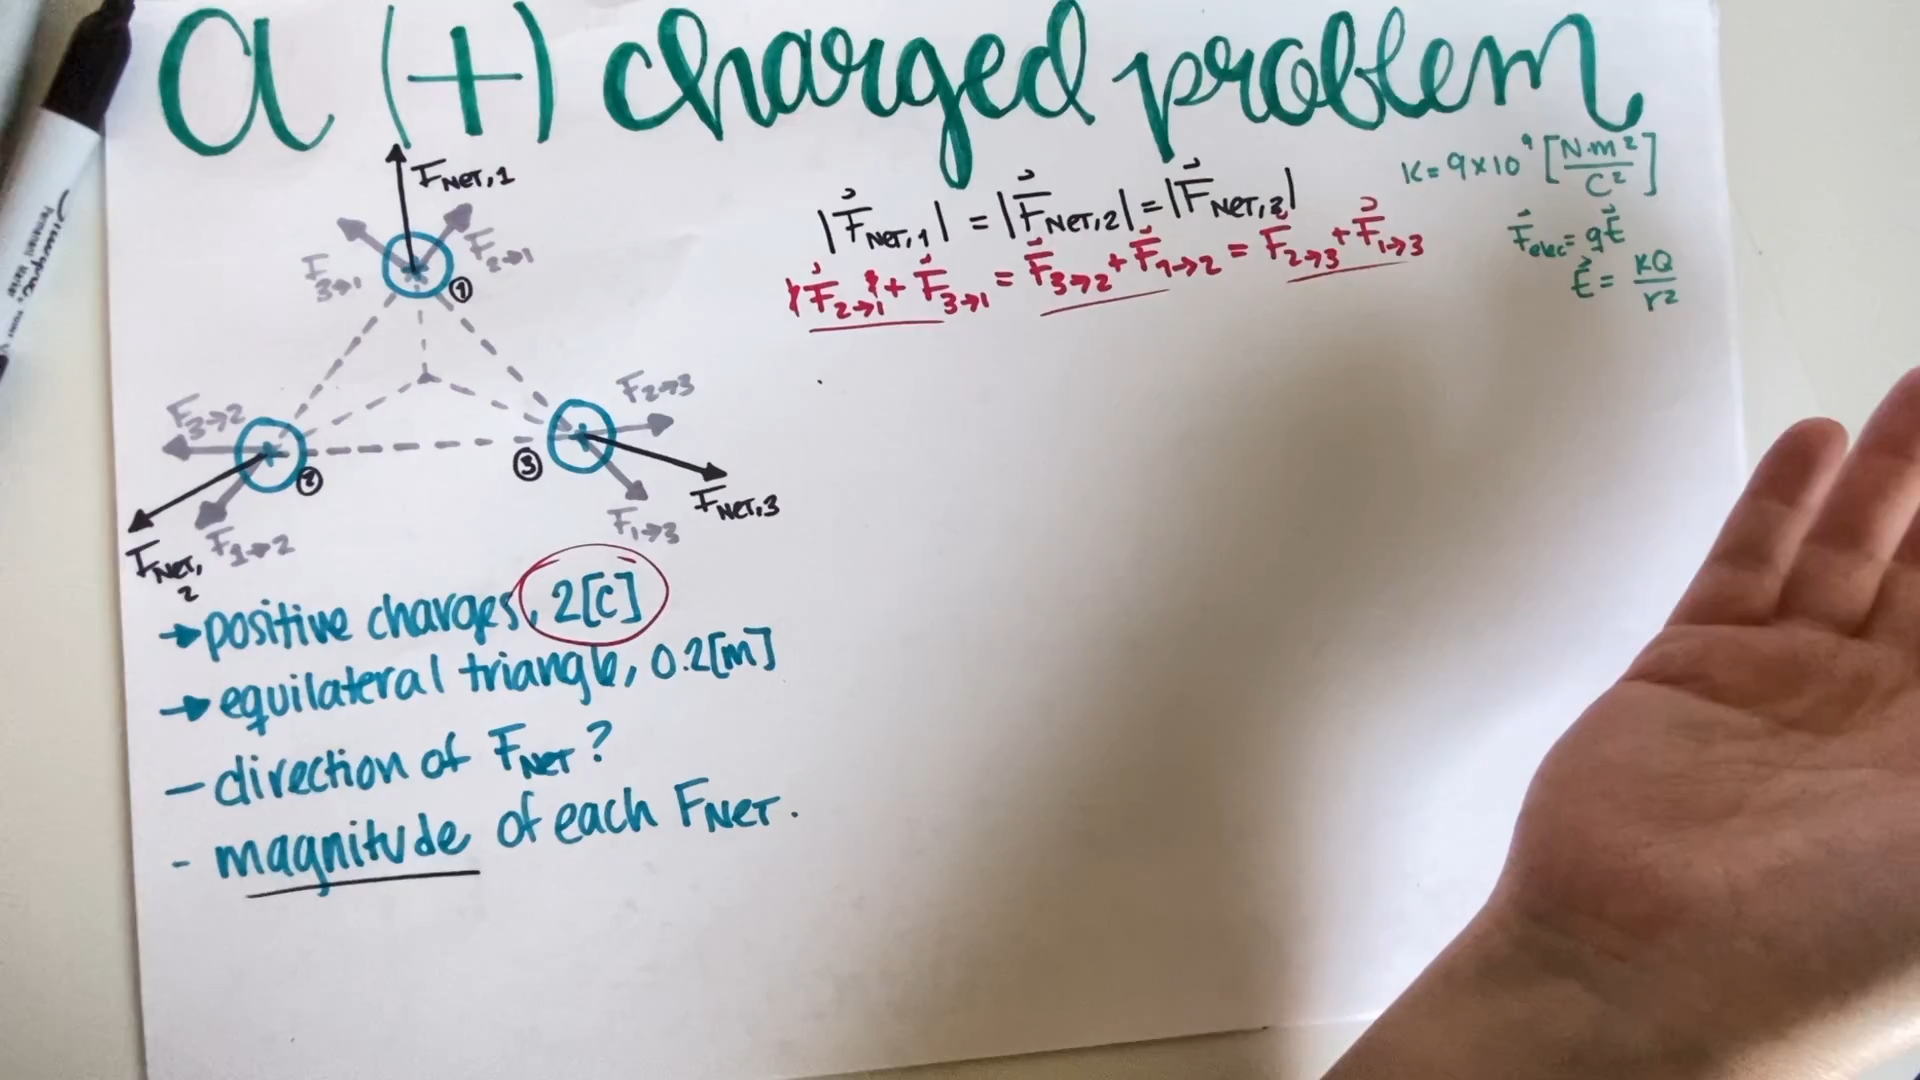 a (+) charged problem
F_NET,1
F_3→1
F_2→1
①
F_3→2
F_2→3
②
③
F_NET,2
F_1→2
F_1→3
F_NET,3
→ positive charges, 2[C]
→ equilateral triangle, 0.2[m]
- direction of F_NET?
- magnitude of each F_NET.
|F_NET,1| = |F_NET,2| = |F_NET,3|
F_2→1 + F_3→1 = F_3→2 + F_1→2 = F_2→3 + F_1→3
K = 9x10⁹ [N·m²/C²]
F_elec = qE
E = KQ/r²
Permanent Marker